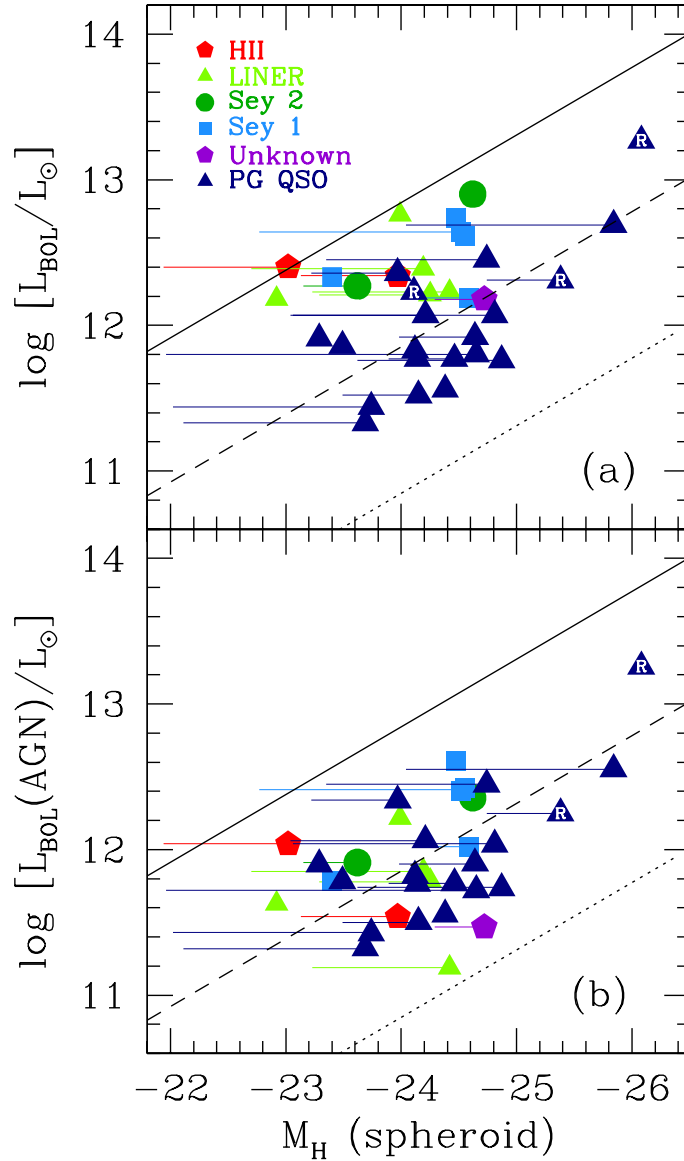 14
HII
LINER
Sey 2
Sey 1
Unknown
PG QSO
R
13
R
R
12
11
(a)
log [L_BOL/L_⊙]
14
R
13
R
12
11
(b)
log [L_BOL(AGN)/L_⊙]
−22 −23 −24 −25 −26
M_H (spheroid)